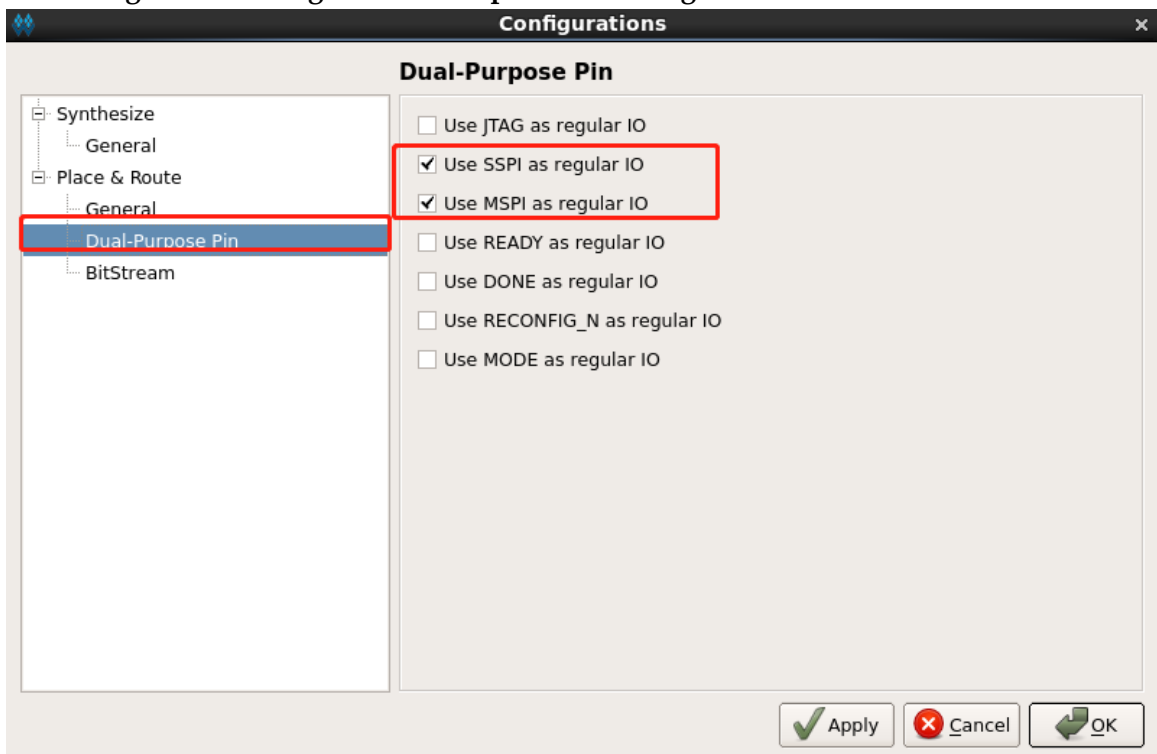 Configurations
Dual-Purpose Pin
Synthesize
General
Place & Route
General
Dual-Purpose Pin
BitStream
Use JTAG as regular IO
Use SSPI as regular IO
Use MSPI as regular IO
Use READY as regular IO
Use DONE as regular IO
Use RECONFIG_N as regular IO
Use MODE as regular IO
Apply
Cancel
OK